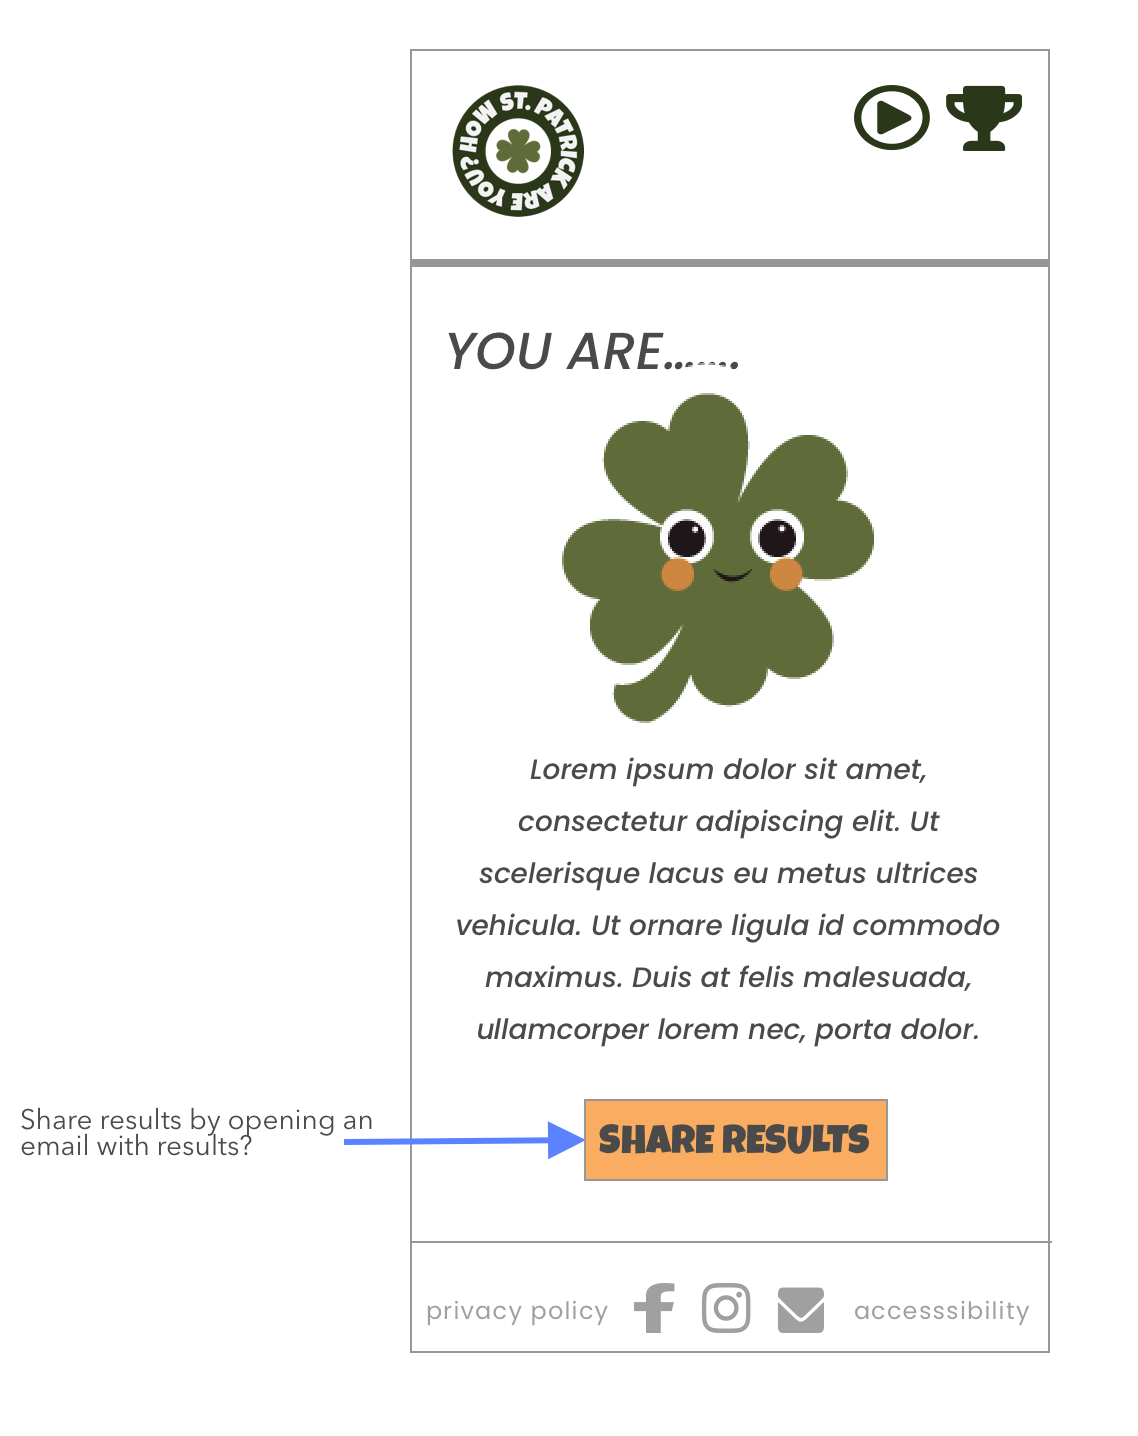 HOW ST. PATRICK ARE YOU?
YOU ARE.......
Lorem ipsum dolor sit amet,
consectetur adipiscing elit. Ut
scelerisque lacus eu metus ultrices
vehicula. Ut ornare ligula id commodo
maximus. Duis at felis malesuada,
ullamcorper lorem nec, porta dolor.
Share results by opening an
email with results?
SHARE RESULTS
privacy policy
accesssibility